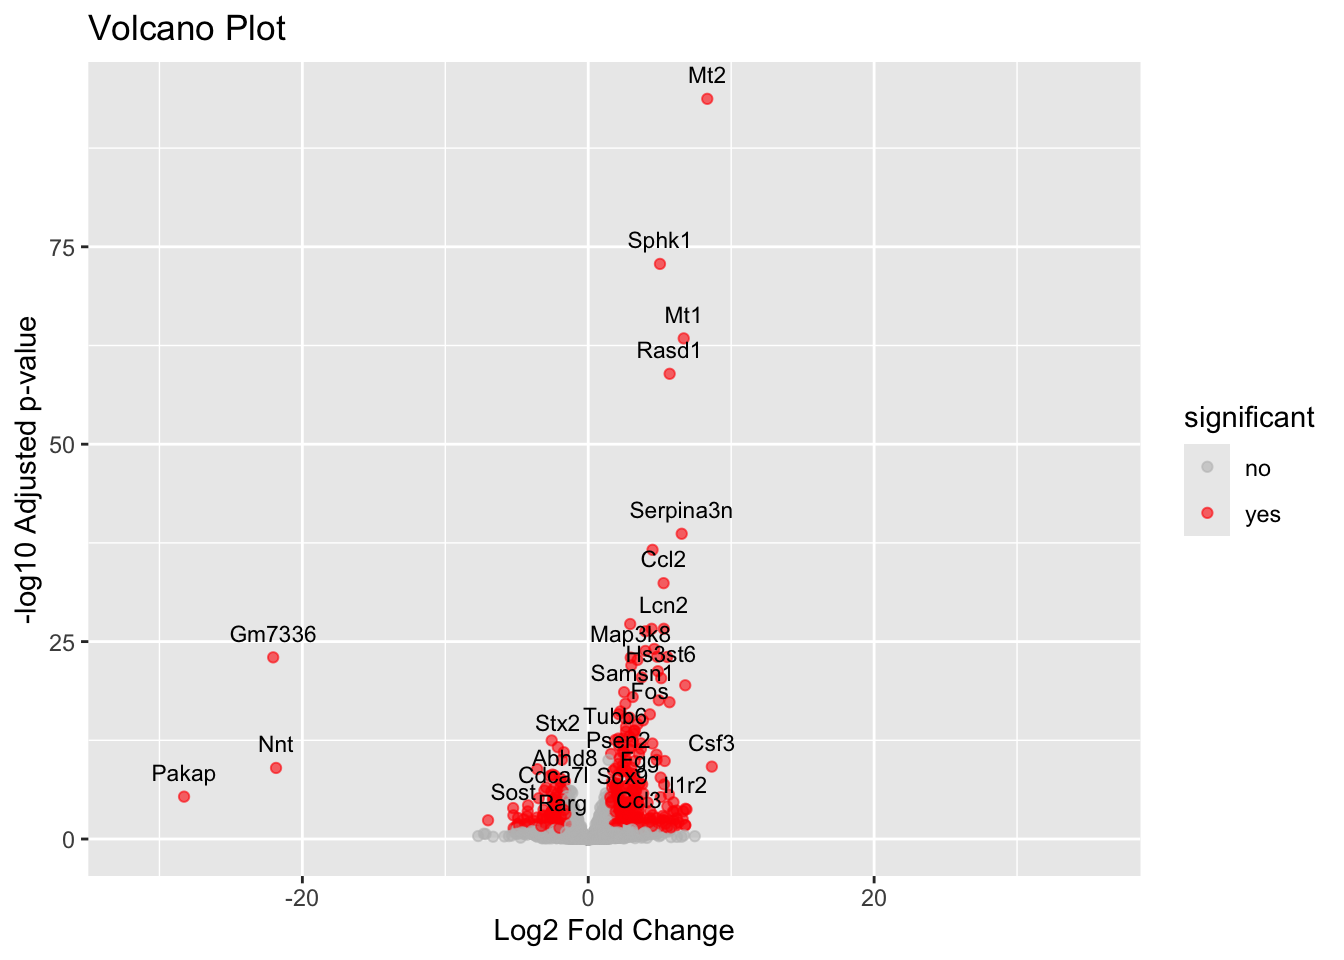 Volcano Plot
Mt2
75
Sphk1
Mt1
Rasd1
50
Serpina3n
Ccl2
Lcn2
25
Gm7336
Map3k8
Hs3st6
Samsn1
Fos
Tubb6
Stx2
Psen2
Csf3
Nnt
Abhd8
Fgg
Pakap
Cdca7l
Sox9
Il1r2
Sost
Rarg
Ccl3
0
-20
0
20
Log2 Fold Change
-log10 Adjusted p-value
significant
no
yes